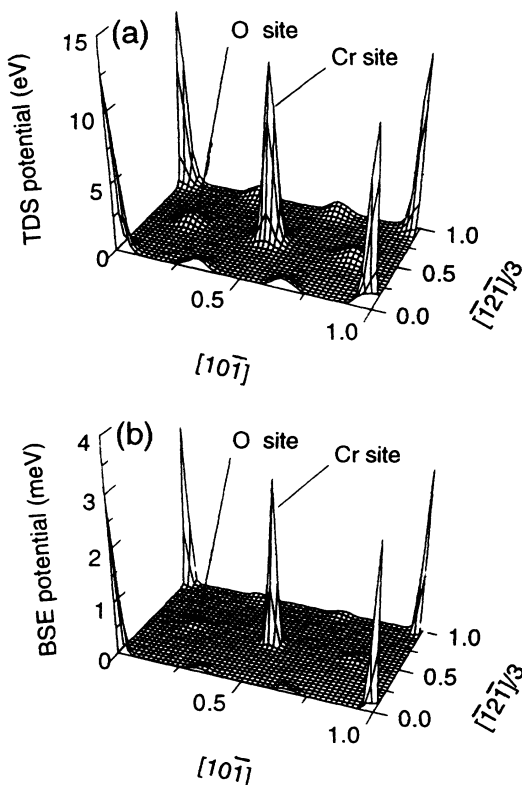 (a)
O site
Cr site
TDS potential (eV)
15
10
5
0
0.5
1.0
[101̅]
0.0
0.5
1.0
[1̅21̅]/3
(b)
O site
Cr site
BSE potential (meV)
4
3
2
1
0
0.5
1.0
[101̅]
0.0
0.5
1.0
[1̅21̅]/3